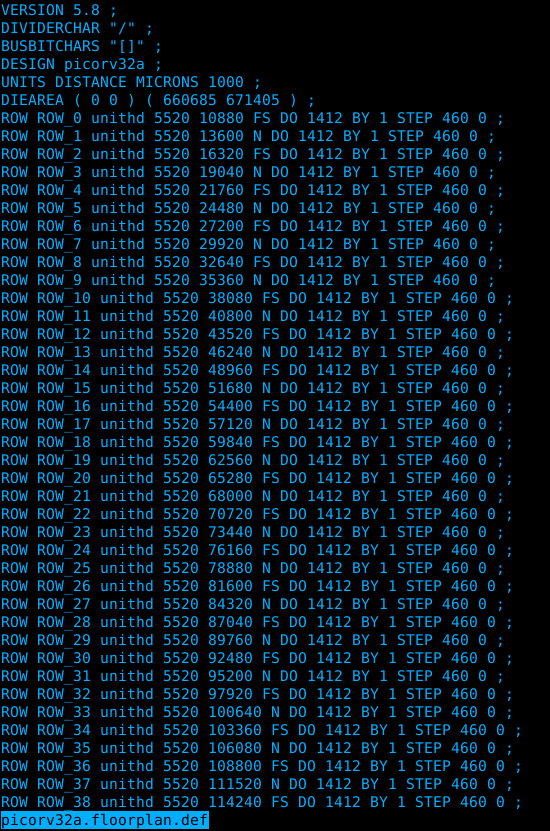 VERSION 5.8 ;
DIVIDERCHAR "/" ;
BUSBITCHARS "[]" ;
DESIGN picorv32a ;
UNITS DISTANCE MICRONS 1000 ;
DIEAREA ( 0 0 ) ( 660685 671405 ) ;
ROW ROW_0 unithd 5520 10880 FS DO 1412 BY 1 STEP 460 0 ;
ROW ROW_1 unithd 5520 13600 N DO 1412 BY 1 STEP 460 0 ;
ROW ROW_2 unithd 5520 16320 FS DO 1412 BY 1 STEP 460 0 ;
ROW ROW_3 unithd 5520 19040 N DO 1412 BY 1 STEP 460 0 ;
ROW ROW_4 unithd 5520 21760 FS DO 1412 BY 1 STEP 460 0 ;
ROW ROW_5 unithd 5520 24480 N DO 1412 BY 1 STEP 460 0 ;
ROW ROW_6 unithd 5520 27200 FS DO 1412 BY 1 STEP 460 0 ;
ROW ROW_7 unithd 5520 29920 N DO 1412 BY 1 STEP 460 0 ;
ROW ROW_8 unithd 5520 32640 FS DO 1412 BY 1 STEP 460 0 ;
ROW ROW_9 unithd 5520 35360 N DO 1412 BY 1 STEP 460 0 ;
ROW ROW_10 unithd 5520 38080 FS DO 1412 BY 1 STEP 460 0 ;
ROW ROW_11 unithd 5520 40800 N DO 1412 BY 1 STEP 460 0 ;
ROW ROW_12 unithd 5520 43520 FS DO 1412 BY 1 STEP 460 0 ;
ROW ROW_13 unithd 5520 46240 N DO 1412 BY 1 STEP 460 0 ;
ROW ROW_14 unithd 5520 48960 FS DO 1412 BY 1 STEP 460 0 ;
ROW ROW_15 unithd 5520 51680 N DO 1412 BY 1 STEP 460 0 ;
ROW ROW_16 unithd 5520 54400 FS DO 1412 BY 1 STEP 460 0 ;
ROW ROW_17 unithd 5520 57120 N DO 1412 BY 1 STEP 460 0 ;
ROW ROW_18 unithd 5520 59840 FS DO 1412 BY 1 STEP 460 0 ;
ROW ROW_19 unithd 5520 62560 N DO 1412 BY 1 STEP 460 0 ;
ROW ROW_20 unithd 5520 65280 FS DO 1412 BY 1 STEP 460 0 ;
ROW ROW_21 unithd 5520 68000 N DO 1412 BY 1 STEP 460 0 ;
ROW ROW_22 unithd 5520 70720 FS DO 1412 BY 1 STEP 460 0 ;
ROW ROW_23 unithd 5520 73440 N DO 1412 BY 1 STEP 460 0 ;
ROW ROW_24 unithd 5520 76160 FS DO 1412 BY 1 STEP 460 0 ;
ROW ROW_25 unithd 5520 78880 N DO 1412 BY 1 STEP 460 0 ;
ROW ROW_26 unithd 5520 81600 FS DO 1412 BY 1 STEP 460 0 ;
ROW ROW_27 unithd 5520 84320 N DO 1412 BY 1 STEP 460 0 ;
ROW ROW_28 unithd 5520 87040 FS DO 1412 BY 1 STEP 460 0 ;
ROW ROW_29 unithd 5520 89760 N DO 1412 BY 1 STEP 460 0 ;
ROW ROW_30 unithd 5520 92480 FS DO 1412 BY 1 STEP 460 0 ;
ROW ROW_31 unithd 5520 95200 N DO 1412 BY 1 STEP 460 0 ;
ROW ROW_32 unithd 5520 97920 FS DO 1412 BY 1 STEP 460 0 ;
ROW ROW_33 unithd 5520 100640 N DO 1412 BY 1 STEP 460 0 ;
ROW ROW_34 unithd 5520 103360 FS DO 1412 BY 1 STEP 460 0 ;
ROW ROW_35 unithd 5520 106080 N DO 1412 BY 1 STEP 460 0 ;
ROW ROW_36 unithd 5520 108800 FS DO 1412 BY 1 STEP 460 0 ;
ROW ROW_37 unithd 5520 111520 N DO 1412 BY 1 STEP 460 0 ;
ROW ROW_38 unithd 5520 114240 FS DO 1412 BY 1 STEP 460 0 ;
picorv32a.floorplan.def